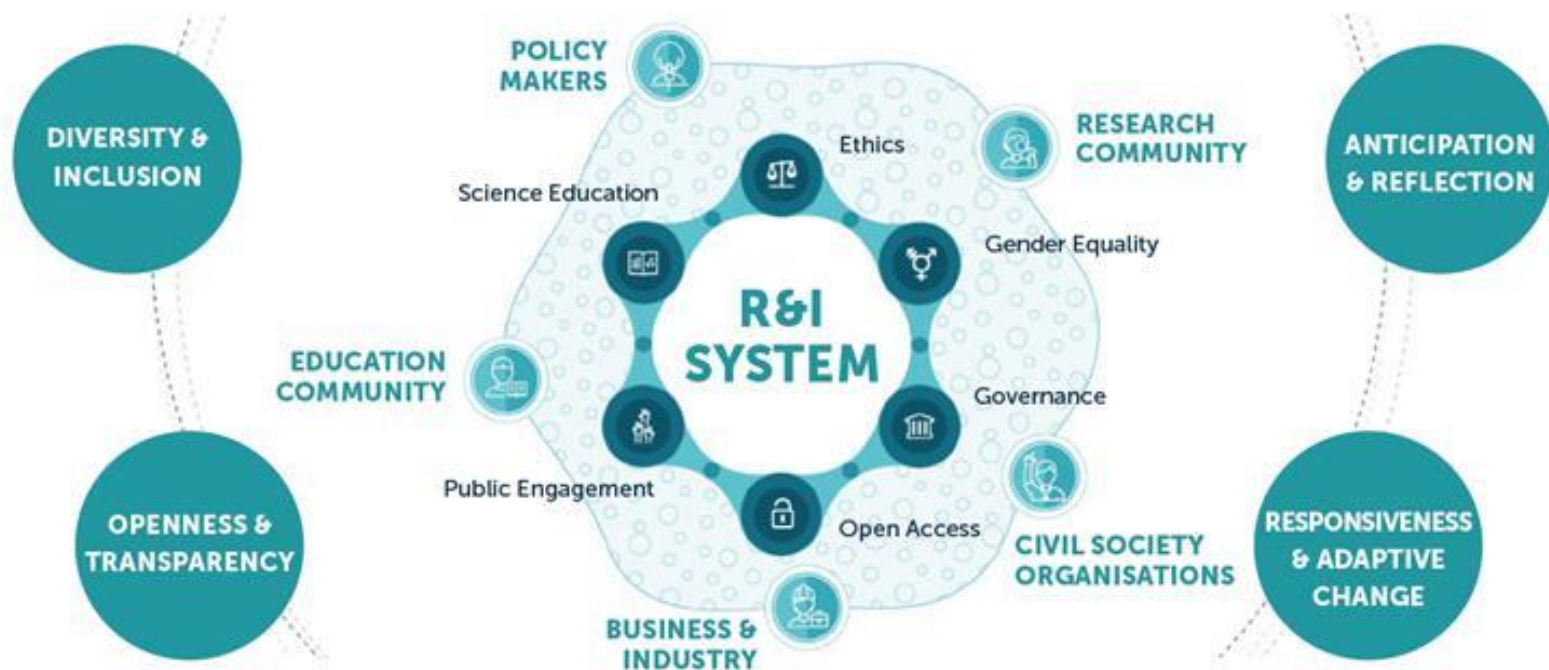 POLICY
MAKERS
DIVERSITY &
INCLUSION
Ethics
RESEARCH
COMMUNITY
ANTICIPATION
& REFLECTION
Science Education
Gender Equality
R&I
SYSTEM
EDUCATION
COMMUNITY
Governance
Public Engagement
Open Access
OPENNESS &
TRANSPARENCY
CIVIL SOCIETY
ORGANISATIONS
RESPONSIVENESS
& ADAPTIVE
CHANGE
BUSINESS &
INDUSTRY